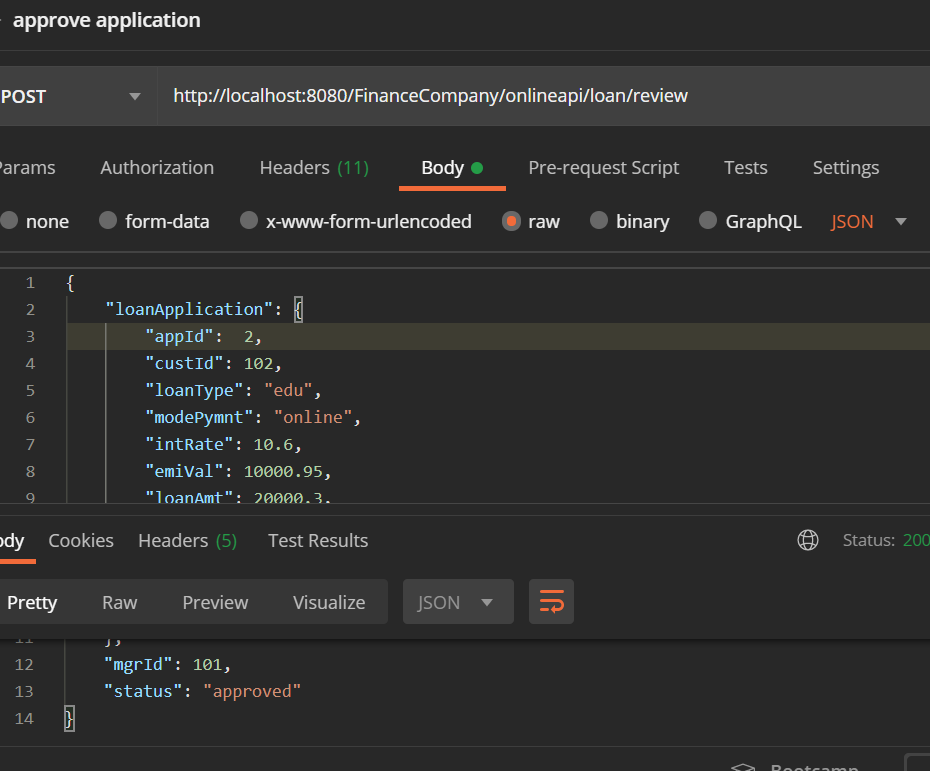 approve application
POST http://localhost:8080/FinanceCompany/onlineapi/loan/review
Params Authorization Headers (11) Body Pre-request Script Tests Settings
none form-data x-www-form-urlencoded raw binary GraphQL JSON
1 {
2 "loanApplication": {
3 "appId":  2,
4 "custId": 102,
5 "loanType": "edu",
6 "modePymnt": "online",
7 "intRate": 10.6,
8 "emiVal": 10000.95,
9 "loanAmt": 20000.3,
ody Cookies Headers (5) Test Results Status: 200
Pretty Raw Preview Visualize JSON
11 },
12 "mgrId": 101,
13 "status": "approved"
14 }
Bootcamp